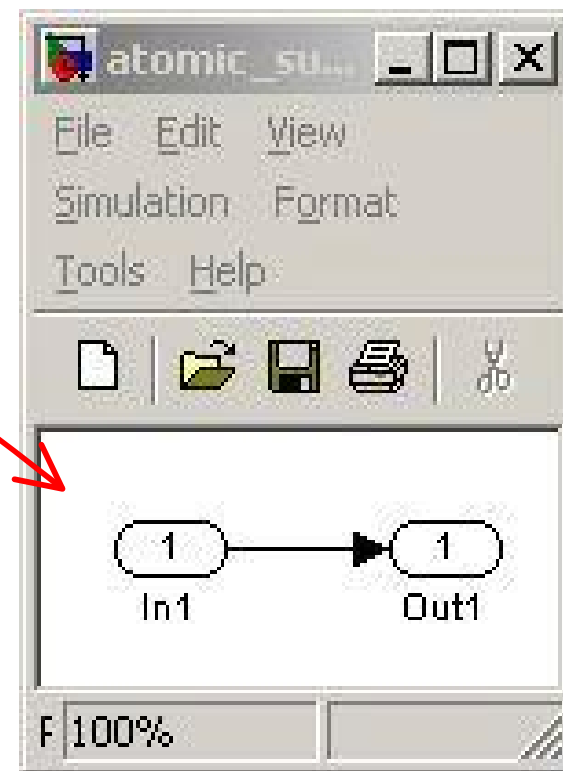 atomic_su...
File Edit View
Simulation Format
Tools Help
1 1
In1 Out1
F 100%